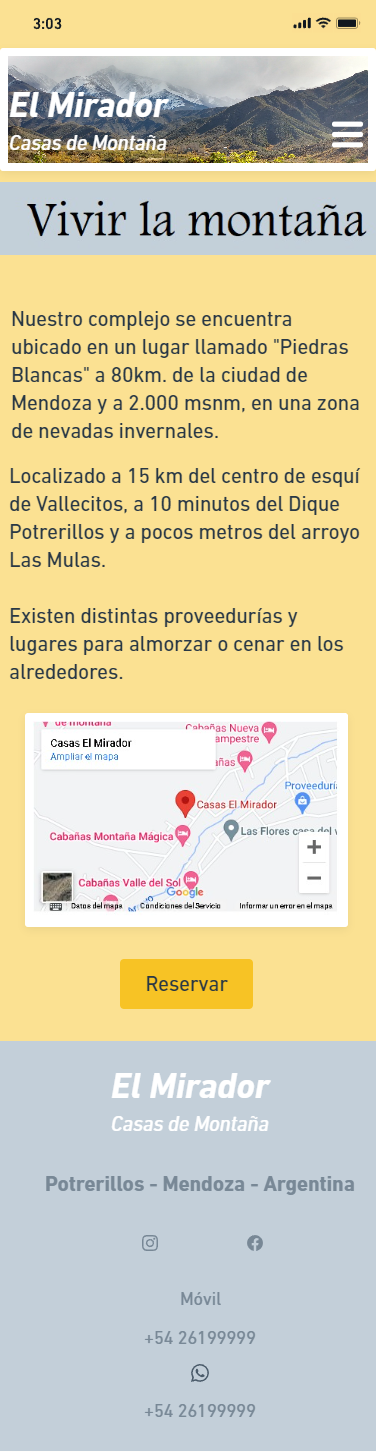 3:03
El Mirador
Casas de Montaña
Vivir la montaña
Nuestro complejo se encuentra
ubicado en un lugar llamado "Piedras
Blancas" a 80km. de la ciudad de
Mendoza y a 2.000 msnm, en una zona
de nevadas invernales.
Localizado a 15 km del centro de esquí
de Vallecitos, a 10 minutos del Dique
Potrerillos y a pocos metros del arroyo
Las Mulas.
Existen distintas proveedurías y
lugares para almorzar o cenar en los
alrededores.
de montaña
Cabañas Nueva
Casas El Mirador
Ampliar el mapa
Proveeduri
Casas El Mirador
Las Flores casa del v
Cabañas Montaña Mágica
Cabañas Valle del Sol
Google
Datos del mapa
Condiciones del Servicio
Informar un error en el mapa
Reservar
El Mirador
Casas de Montaña
Potrerillos - Mendoza - Argentina
Móvil
+54 26199999
+54 26199999